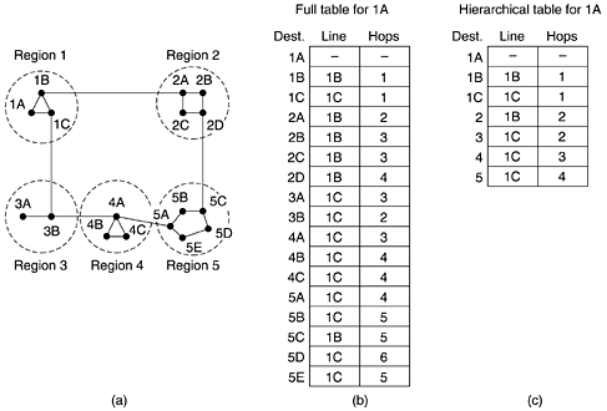 Full table for 1A
Hierarchical table for 1A
Dest. Line Hops
Dest. Line Hops
Region 1
Region 2
1B
1A
1C
2A 2B
2C 2D
3A
3B
4A
4B
4C
5B
5C
5A
5D
5E
Region 3
Region 4
Region 5
1A – –
1B 1B 1
1C 1C 1
2A 1B 2
2B 1B 3
2C 1B 3
2D 1B 4
3A 1C 3
3B 1C 2
4A 1C 3
4B 1C 4
4C 1C 4
5A 1C 4
5B 1C 5
5C 1B 5
5D 1C 6
5E 1C 5
1A – –
1B 1B 1
1C 1C 1
2 1B 2
3 1C 2
4 1C 3
5 1C 4
(a)
(b)
(c)